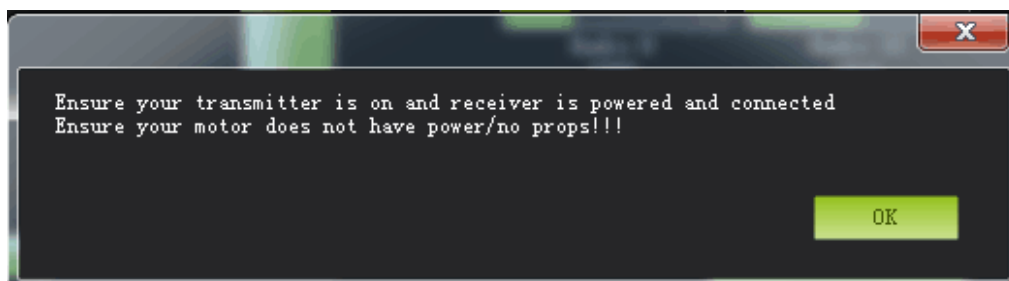 Ensure your transmitter is on and receiver is powered and connected
Ensure your motor does not have power/no props!!!
OK